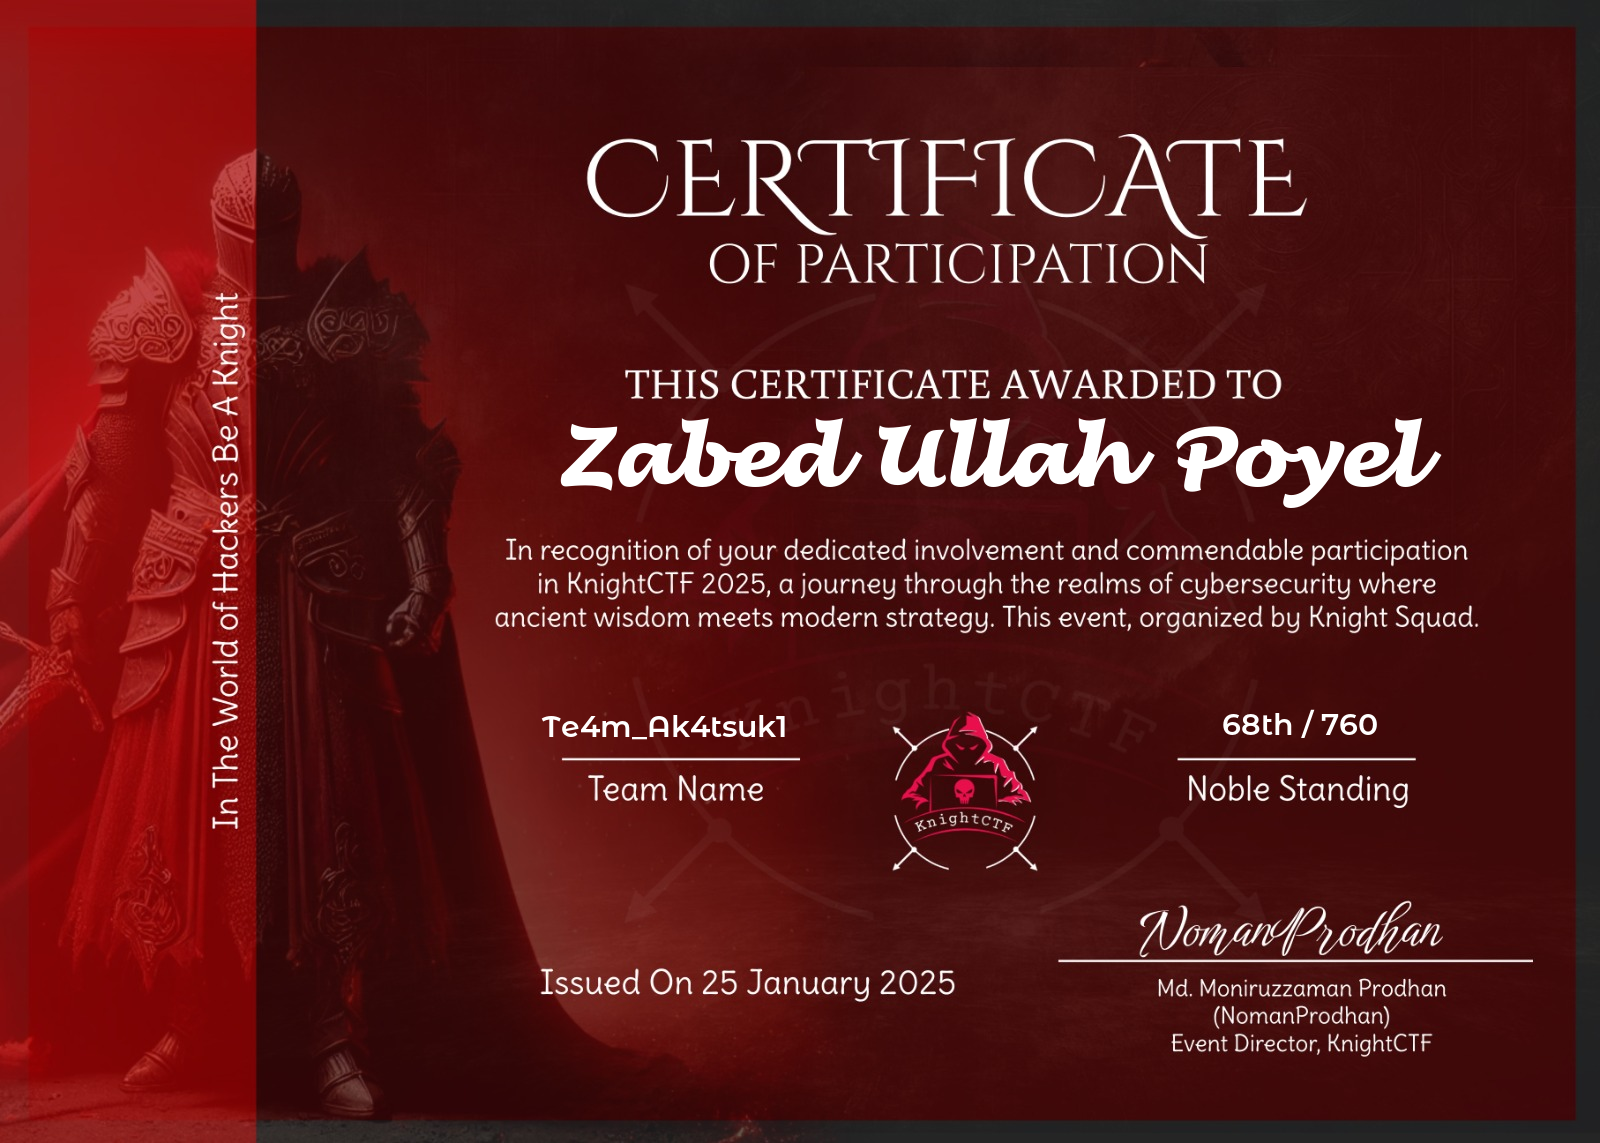 CERTIFICATE
OF PARTICIPATION
THIS CERTIFICATE AWARDED TO
Zabed Ullah Poyel
In recognition of your dedicated involvement and commendable participation
in KnightCTF 2025, a journey through the realms of cybersecurity where
ancient wisdom meets modern strategy. This event, organized by Knight Squad.
KnightCTF
Te4m_Ak4tsuk1
Team Name
KnightCTF
68th / 760
Noble Standing
Issued On 25 January 2025
NomanProdhan
Md. Moniruzzaman Prodhan
(NomanProdhan)
Event Director, KnightCTF
In The World of Hackers Be A Knight